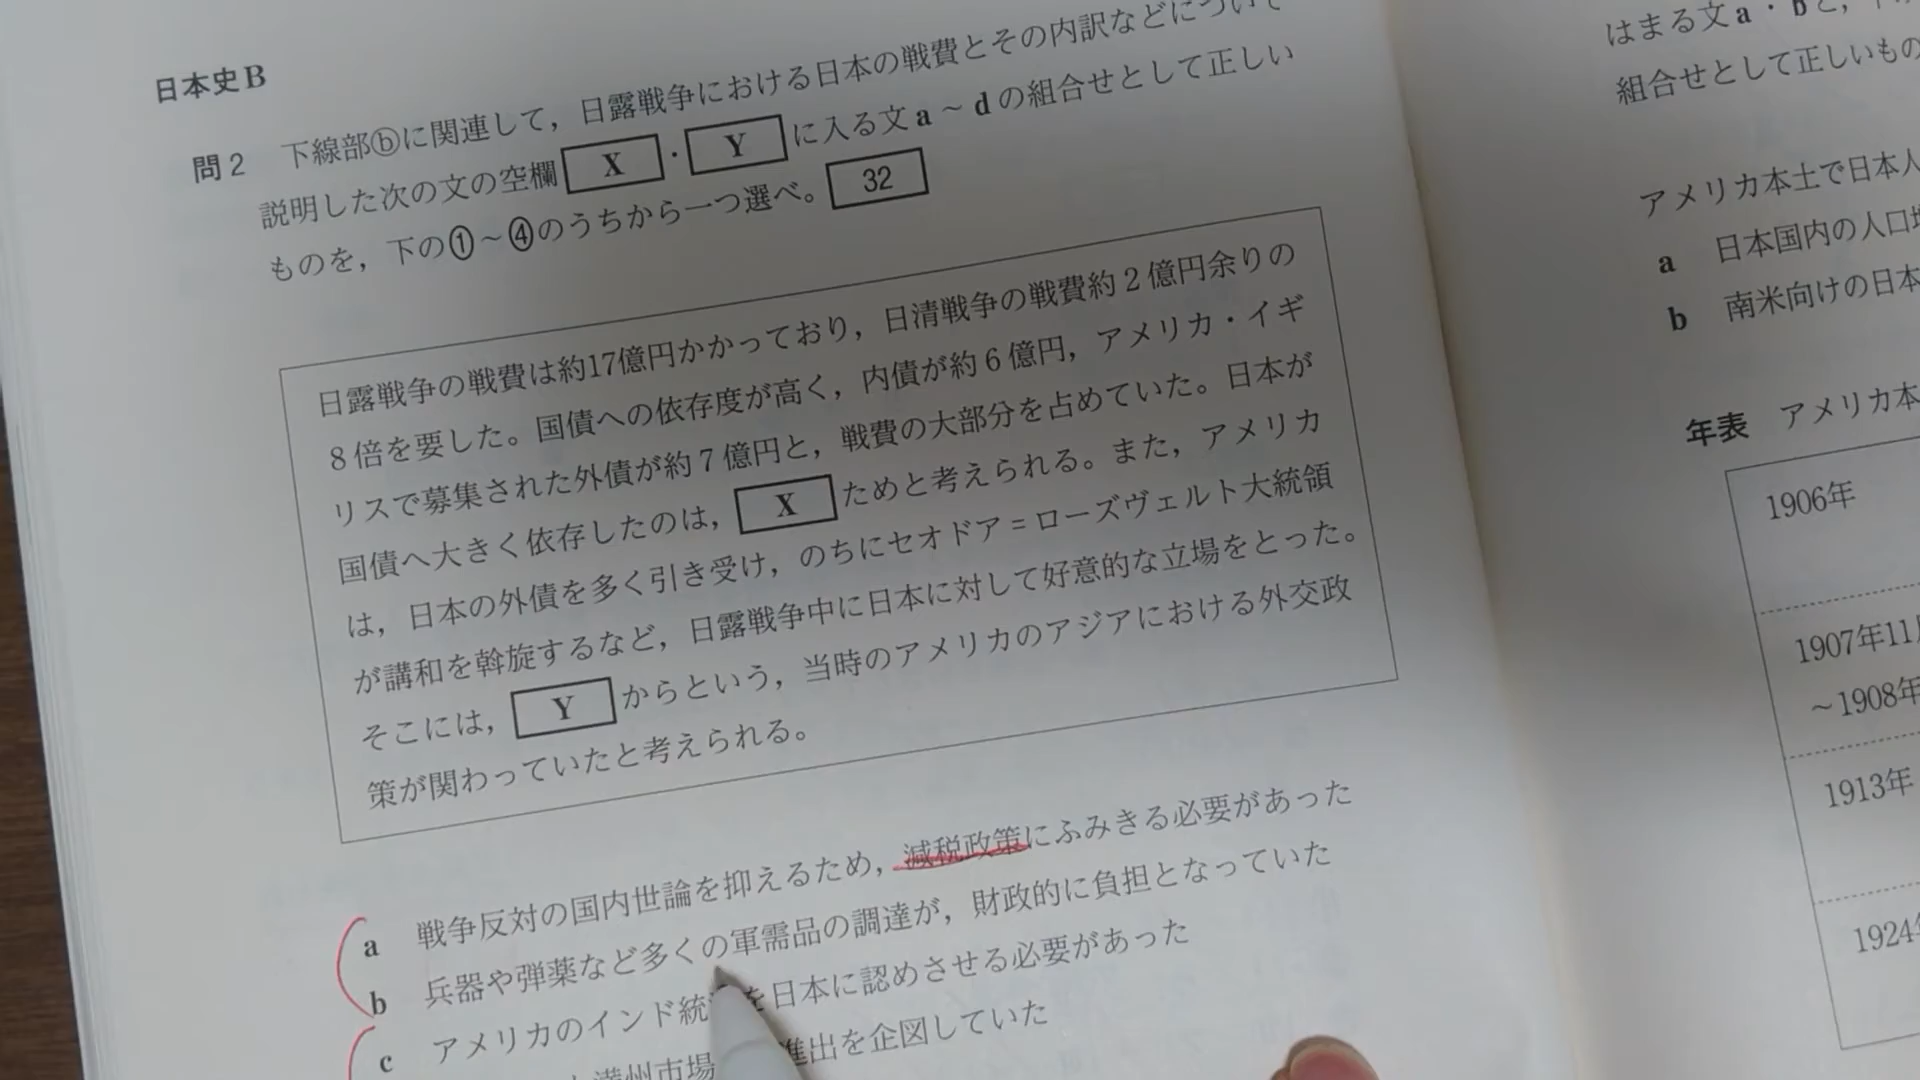 日本史B
問2 下線部ⓑに関連して，日露戦争における日本の戦費とその内訳などについて
説明した次の文の空欄 X ・ Y に入る文a～dの組合せとして正しい
ものを，下の①～④のうちから一つ選べ。 32
日露戦争の戦費は約17億円かかっており，日清戦争の戦費約2億円余りの
8倍を要した。国債への依存度が高く，内債が約6億円，アメリカ・イギ
リスで募集された外債が約7億円と，戦費の大部分を占めていた。日本が
国債へ大きく依存したのは， X ためと考えられる。また，アメリカ
は，日本の外債を多く引き受け，のちにセオドア＝ローズヴェルト大統領
が講和を斡旋するなど，日露戦争中に日本に対して好意的な立場をとった。
そこには， Y からという，当時のアメリカのアジアにおける外交政
策が関わっていたと考えられる。
a 戦争反対の国内世論を抑えるため，減税政策にふみきる必要があった
b 兵器や弾薬など多くの軍需品の調達が，財政的に負担となっていた
c アメリカのインド統 を日本に認めさせる必要があった
満州市場 進出を企図していた
はまる文a・bと，
組合せとして正しいもの
アメリカ本土で日本人
a 日本国内の人口
b 南米向けの日本
年表 アメリカ本
1906年
1907年11
～1908年
1913年
1924